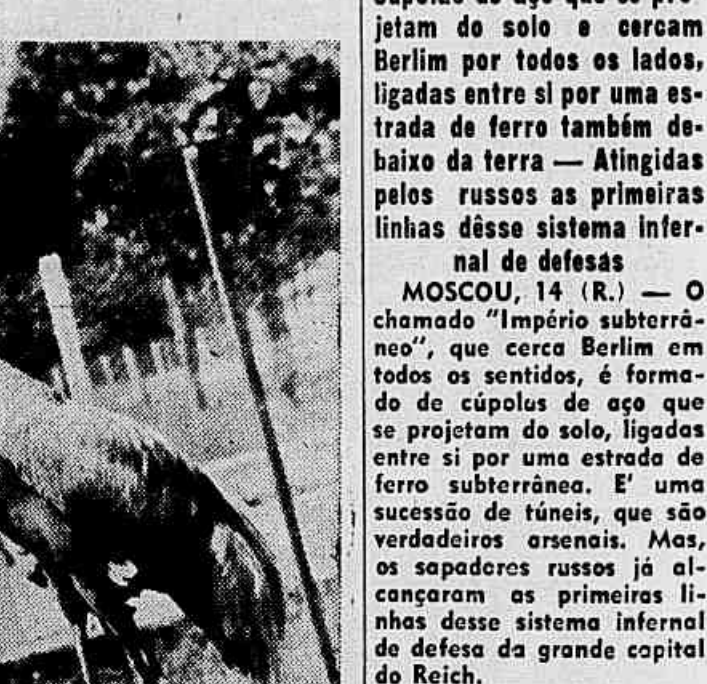 jetam do solo e cercam
Berlim por todos os lados,
ligadas entre si por uma es-
trada de ferro também de-
baixo da terra — Atingidas
pelos russos as primeiras
linhas dêsse sistema infer-
nal de defesas
MOSCOU, 14 (R.) — O
chamado "Império subterrâ-
neo", que cerca Berlim em
todos os sentidos, é forma-
do de cúpolas de aço que
se projetam do solo, ligadas
entre si por uma estrada de
ferro subterrânea. E' uma
sucessão de túneis, que são
verdadeiros arsenais. Mas,
os sapadores russos já al-
cançaram as primeiras li-
nhas desse sistema infernal
de defesa da grande capital
do Reich.